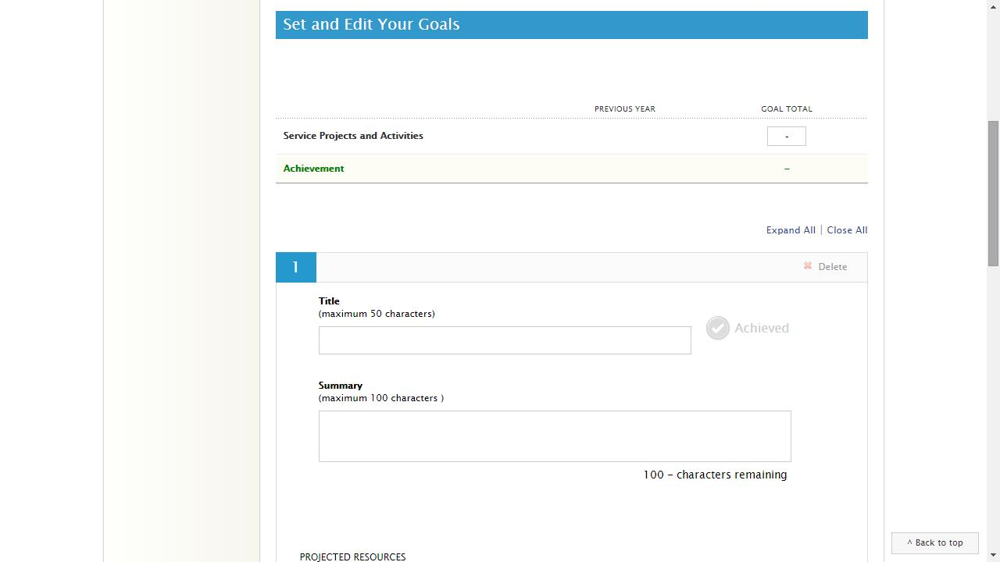 Set and Edit Your Goals
PREVIOUS YEAR GOAL TOTAL
Service Projects and Activities -
Achievement –
Expand All | Close All
1 Delete
Title
(maximum 50 characters)
Achieved
Summary
(maximum 100 characters )
100 – characters remaining
^ Back to top
PROJECTED RESOURCES